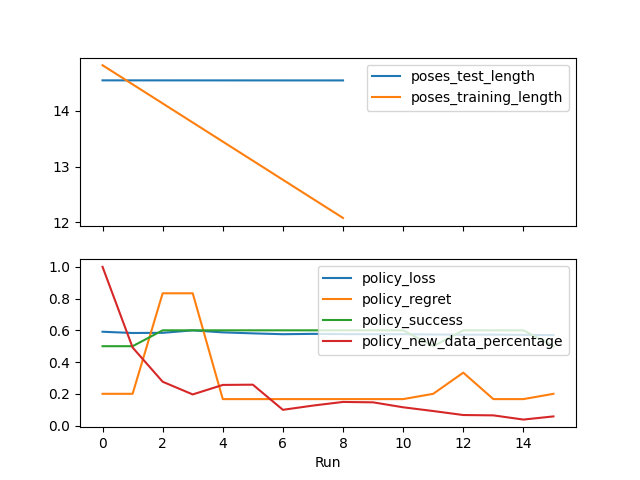 poses_test_length
poses_training_length
14
13
12
policy_loss
policy_regret
policy_success
policy_new_data_percentage
1.0
0.8
0.6
0.4
0.2
0.0
0 2 4 6 8 10 12 14
Run